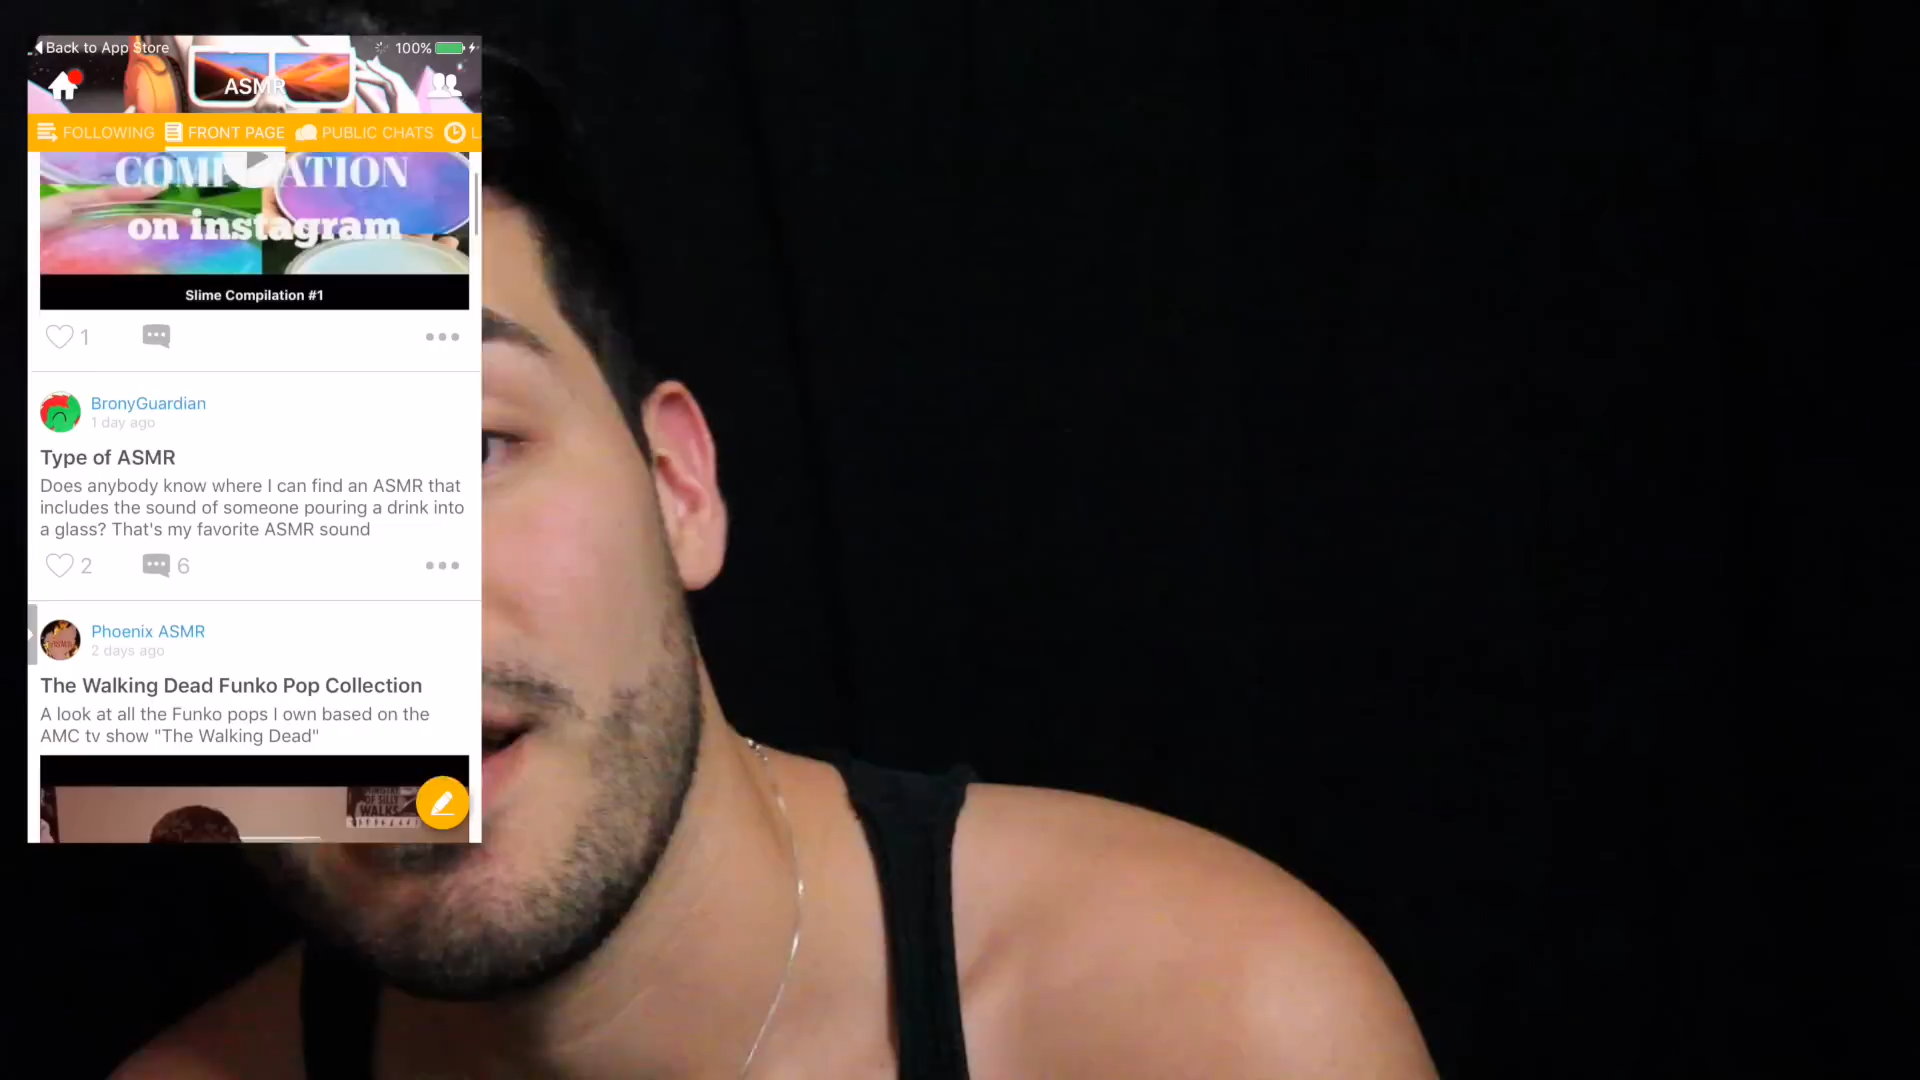 Back to App Store
100%
ASMR
FOLLOWING FRONT PAGE PUBLIC CHATS L
COMPILATION
on instagram
Slime Compilation #1
1
BronyGuardian
1 day ago
Type of ASMR
Does anybody know where I can find an ASMR that
includes the sound of someone pouring a drink into
a glass? That's my favorite ASMR sound
2 6
Phoenix ASMR
2 days ago
The Walking Dead Funko Pop Collection
A look at all the Funko pops I own based on the
AMC tv show "The Walking Dead"
OF SILLY
WALKS